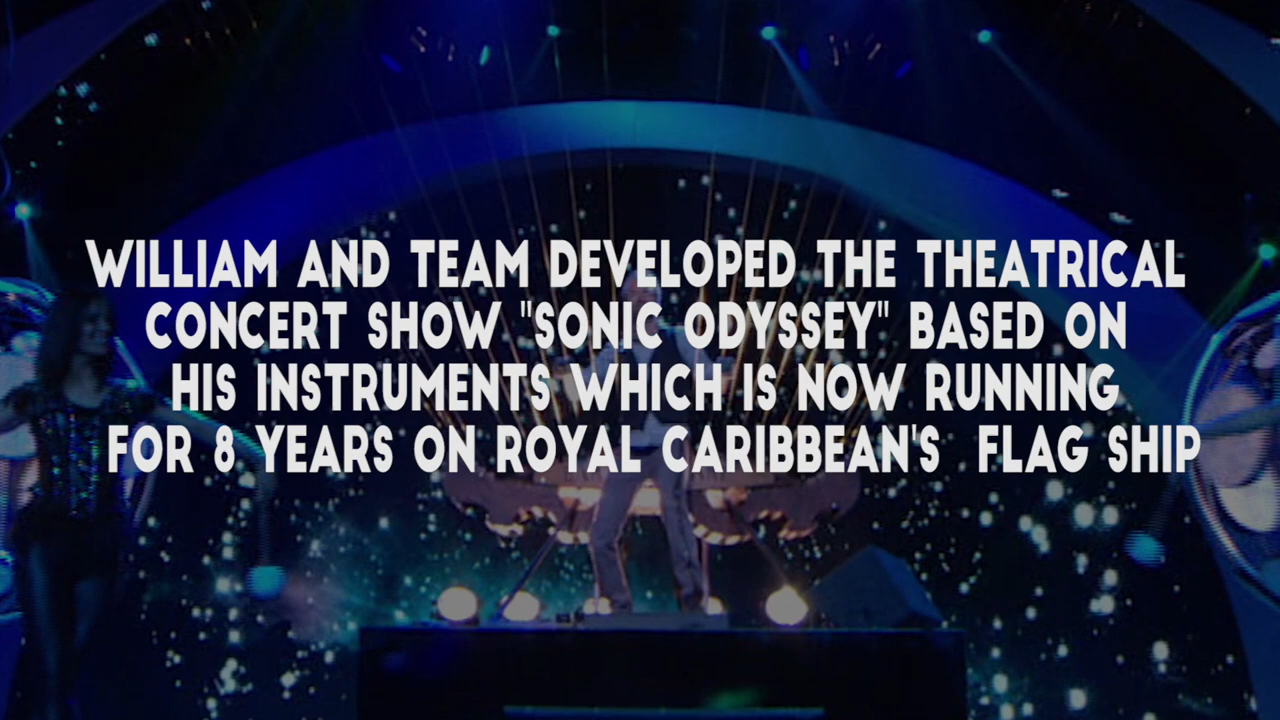 WILLIAM AND TEAM DEVELOPED THE THEATRICAL
CONCERT SHOW "SONIC ODYSSEY" BASED ON
HIS INSTRUMENTS WHICH IS NOW RUNNING
FOR 8 YEARS ON ROYAL CARIBBEAN'S  FLAG SHIP